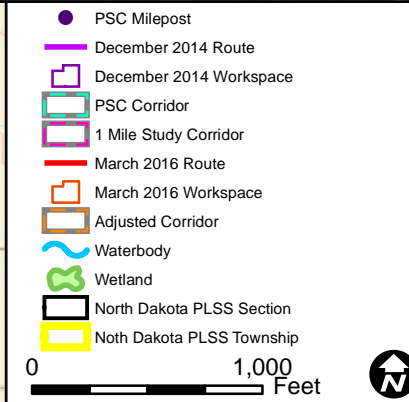 PSC Milepost
December 2014 Route
December 2014 Workspace
PSC Corridor
1 Mile Study Corridor
March 2016 Route
March 2016 Workspace
Adjusted Corridor
Waterbody
Wetland
North Dakota PLSS Section
Noth Dakota PLSS Township
0 1,000
Feet
N